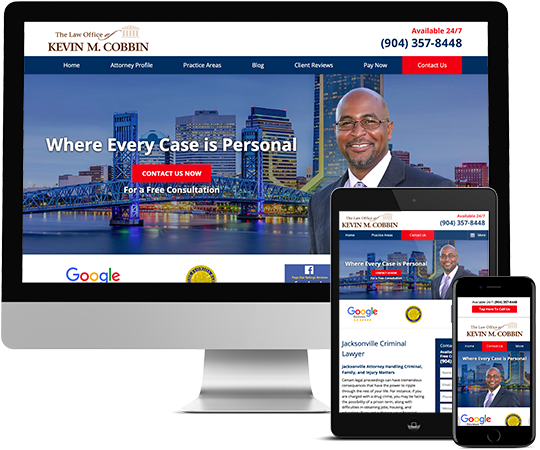 The Law Office of
KEVIN M. COBBIN
Available 24/7
(904) 357-8448
Home Attorney Profile Practice Areas Blog Client Reviews Pay Now Contact Us
Where Every Case is Personal
CONTACT US NOW
For a Free Consultation
Google
The Law Office of
KEVIN M. COBBIN
Available 24/7
(904) 357-8448
Home Practice Areas Contact Us More
Where Every Case is Personal
CONTACT US NOW
For a Free Consultation
Google
Jacksonville Criminal
Lawyer
Jacksonville Attorney Handling Criminal,
Family, and Injury Matters
Certain legal proceedings can have tremendous
consequences that have the power to ripple
through the rest of your life. For instance, if you
are charged with a drug crime, you may be facing
the possibility of a prison term, along with
difficulties in obtaining jobs, housing, and
Available 24/7 (904) 357-8448
Tap Here To Call Us
The Law Office of
KEVIN M. COBBIN
Home Contact Us More
Where Every Case is Personal
Google